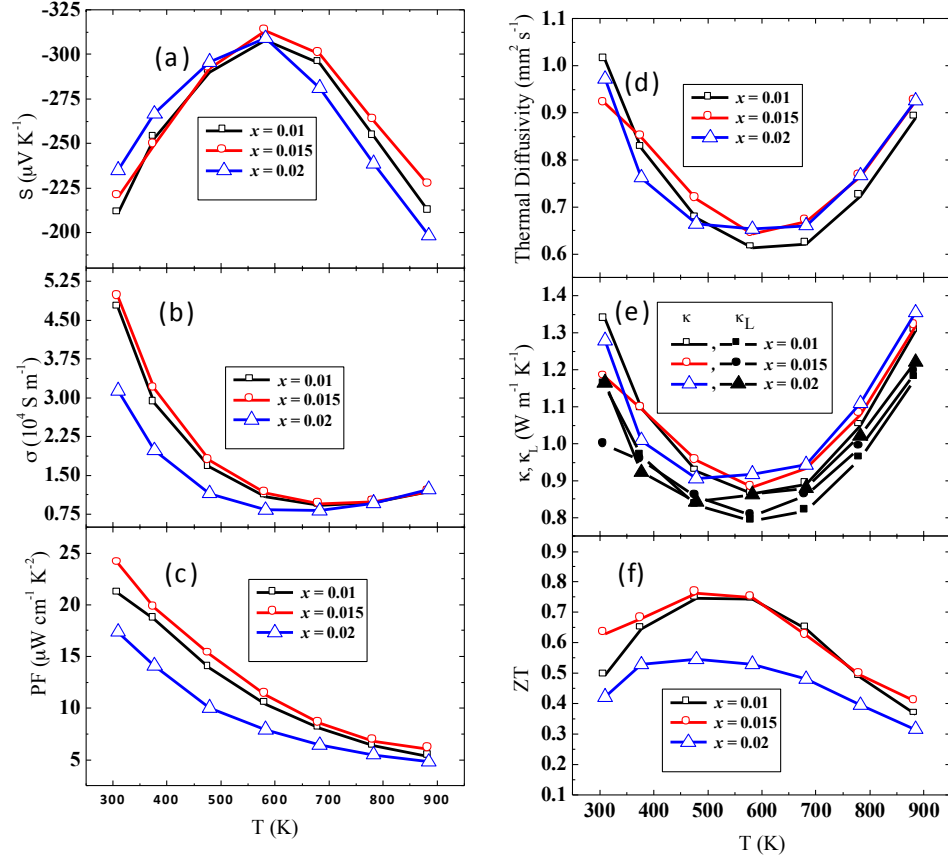 (a)
-300
-275
-250
-225
-200
S (μV K⁻¹)
x = 0.01
x = 0.015
x = 0.02
(b)
5.25
4.50
3.75
3.00
2.25
1.50
0.75
σ (10⁴ S m⁻¹)
x = 0.01
x = 0.015
x = 0.02
(c)
25
20
15
10
5
PF (μW cm⁻¹ K⁻²)
x = 0.01
x = 0.015
x = 0.02
300 400 500 600 700 800 900
T (K)
(d)
1.0
0.9
0.8
0.7
0.6
Thermal Diffusivity (mm² s⁻¹)
x = 0.01
x = 0.015
x = 0.02
(e)
1.4
1.3
1.2
1.1
1.0
0.9
0.8
κ, κL (W m⁻¹ K⁻¹)
κ κL
, x = 0.01
, x = 0.015
, x = 0.02
(f)
0.9
0.8
0.7
0.6
0.5
0.4
0.3
0.2
0.1
ZT
x = 0.01
x = 0.015
x = 0.02
300 400 500 600 700 800 900
T (K)